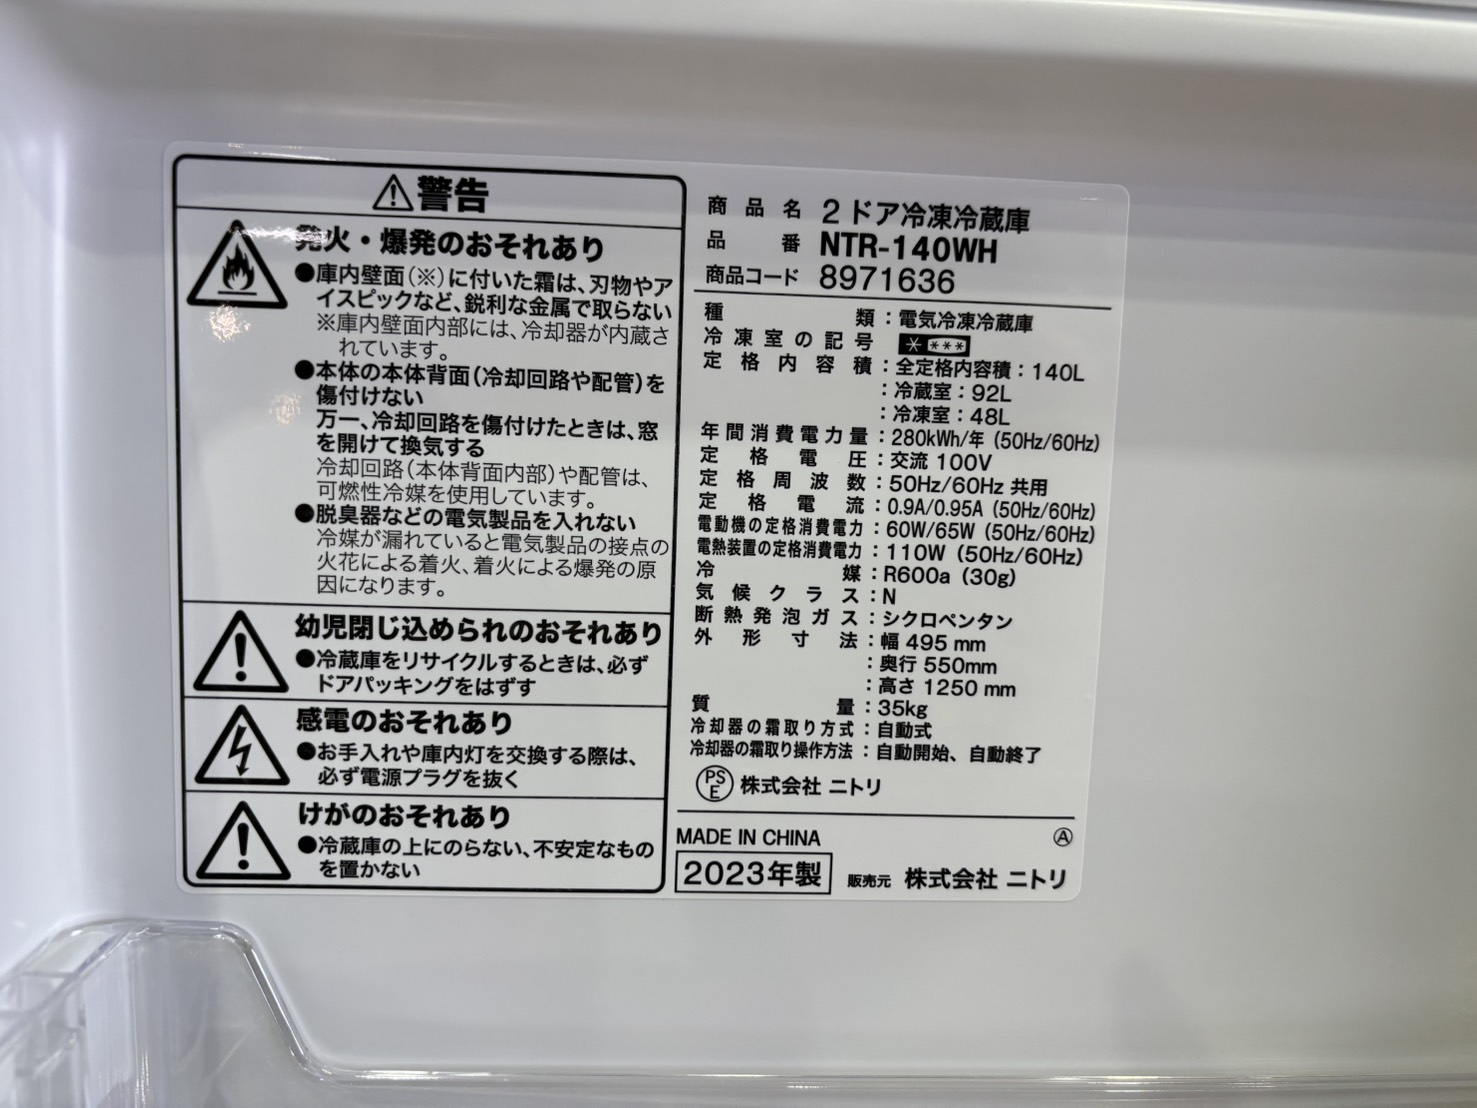 警告
発火・爆発のおそれあり
●庫内壁面(※)に付いた霜は、刃物やア
イスピックなど、鋭利な金属で取らない
※庫内壁面内部には、冷却器が内蔵さ
れています。
●本体の本体背面(冷却回路や配管)を
傷付けない
万一、冷却回路を傷付けたときは、窓
を開けて換気する
冷却回路(本体背面内部)や配管は、
可燃性冷媒を使用しています。
●脱臭器などの電気製品を入れない
冷媒が漏れていると電気製品の接点の
火花による着火、着火による爆発の原
因になります。
幼児閉じ込められのおそれあり
●冷蔵庫をリサイクルするときは、必ず
ドアパッキングをはずす
感電のおそれあり
●お手入れや庫内灯を交換する際は、
必ず電源プラグを抜く
けがのおそれあり
●冷蔵庫の上にのらない、不安定なもの
を置かない
商品名 2ドア冷凍冷蔵庫
品番 NTR-140WH
商品コード 8971636
種類：電気冷凍冷蔵庫
冷凍室の記号 * ***
定格内容積：全定格内容積：140L
：冷蔵室：92L
：冷凍室：48L
年間消費電力量：280kWh/年 (50Hz/60Hz)
定格電圧：交流 100V
定格周波数：50Hz/60Hz 共用
定格電流：0.9A/0.95A (50Hz/60Hz)
電動機の定格消費電力：60W/65W (50Hz/60Hz)
電熱装置の定格消費電力：110W (50Hz/60Hz)
冷媒：R600a (30g)
気候クラス：N
断熱発泡ガス：シクロペンタン
外形寸法：幅 495 mm
：奥行 550mm
：高さ 1250 mm
質量：35kg
冷却器の霜取り方式：自動式
冷却器の霜取り操作方法：自動開始、自動終了
PSE 株式会社 ニトリ
MADE IN CHINA Ⓐ
2023年製 販売元 株式会社 ニトリ